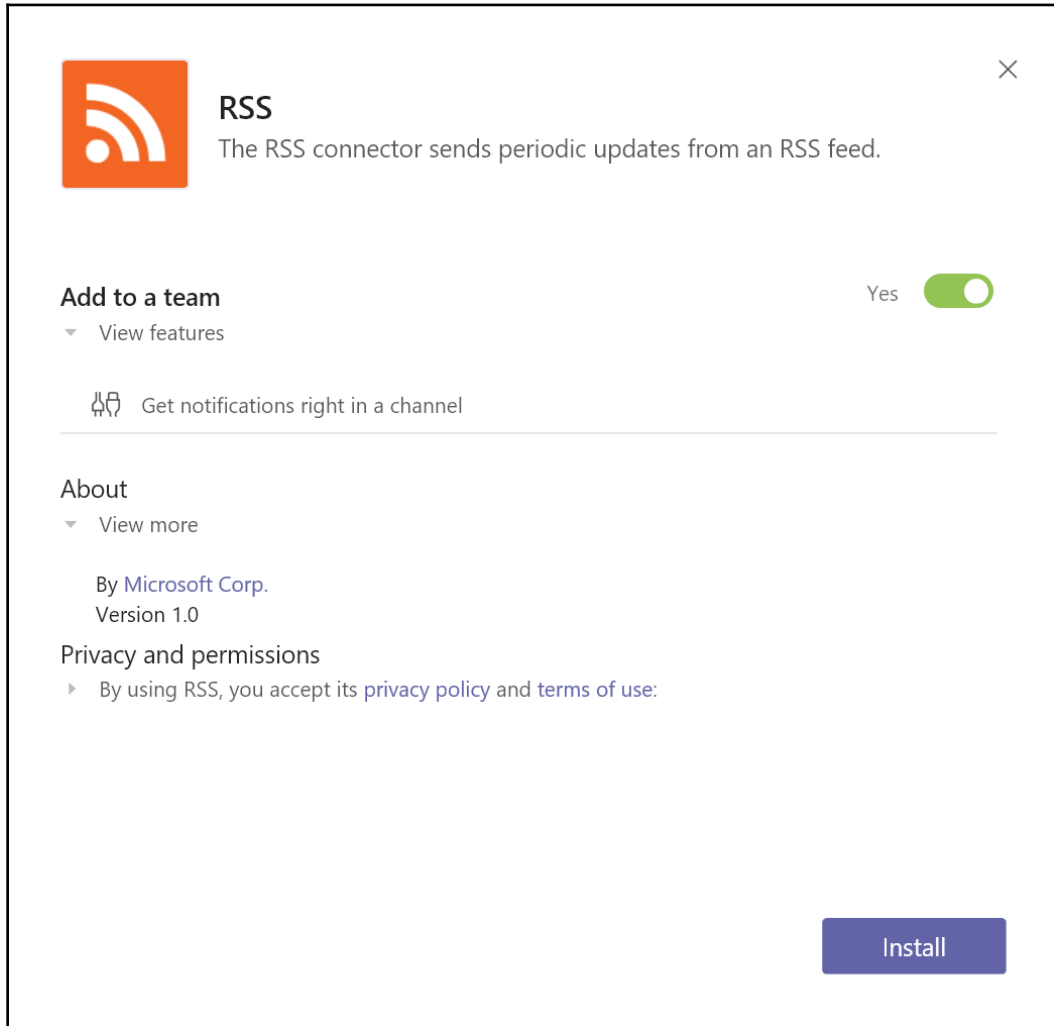 RSS
The RSS connector sends periodic updates from an RSS feed.
Add to a team
Yes
View features
Get notifications right in a channel
About
View more
By Microsoft Corp.
Version 1.0
Privacy and permissions
By using RSS, you accept its privacy policy and terms of use:
Install